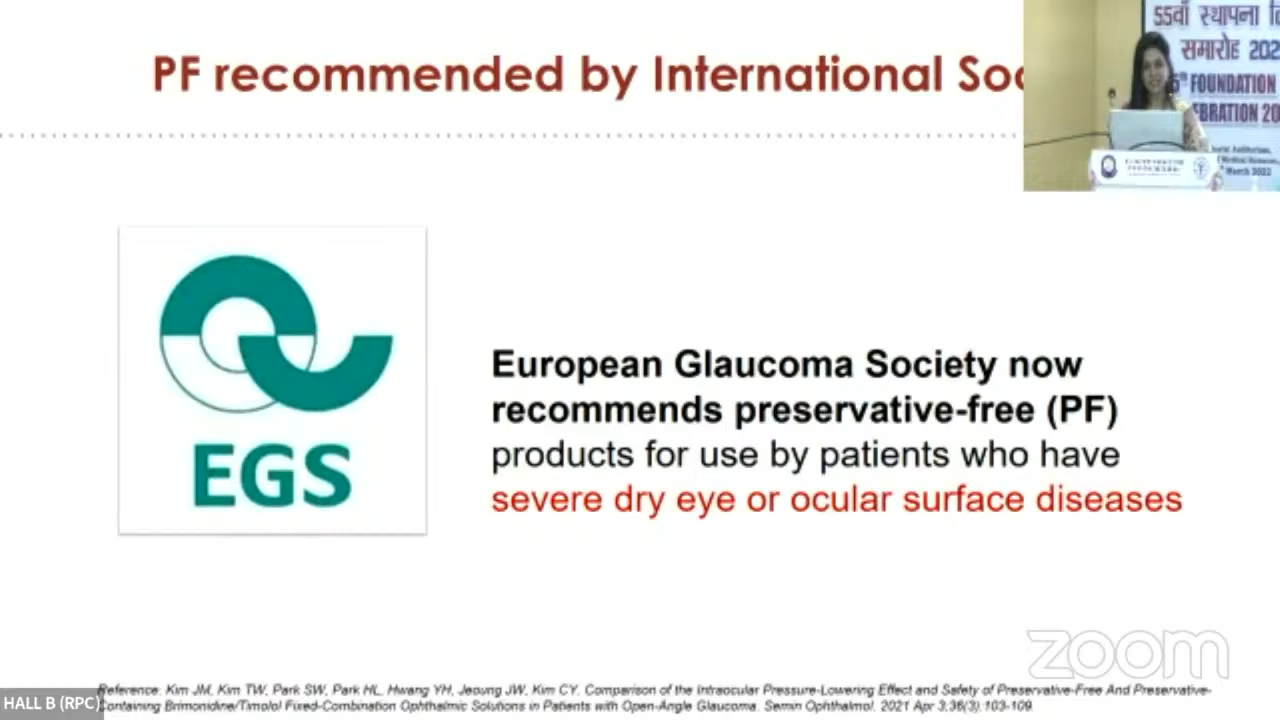 PF recommended by International Soc
55वाँ स्थापना दि
समारोह 202
FOUNDATION
EBRATION 20
March 2022
EGS
European Glaucoma Society now
recommends preservative-free (PF)
products for use by patients who have
severe dry eye or ocular surface diseases
zoom
HALL B (RPC)
Reference: Kim JM, Kim TW, Park SW, Park HL, Hwang YH, Jeoung JW, Kim CY. Comparison of the Intraocular Pressure-Lowering Effect and Safety of Preservative-Free And Preservative-
Containing Brimonidine/Timolol Fixed-Combination Ophthalmic Solutions in Patients with Open-Angle Glaucoma. Semin Ophthalmol. 2021 Apr 3;36(3):103-109.